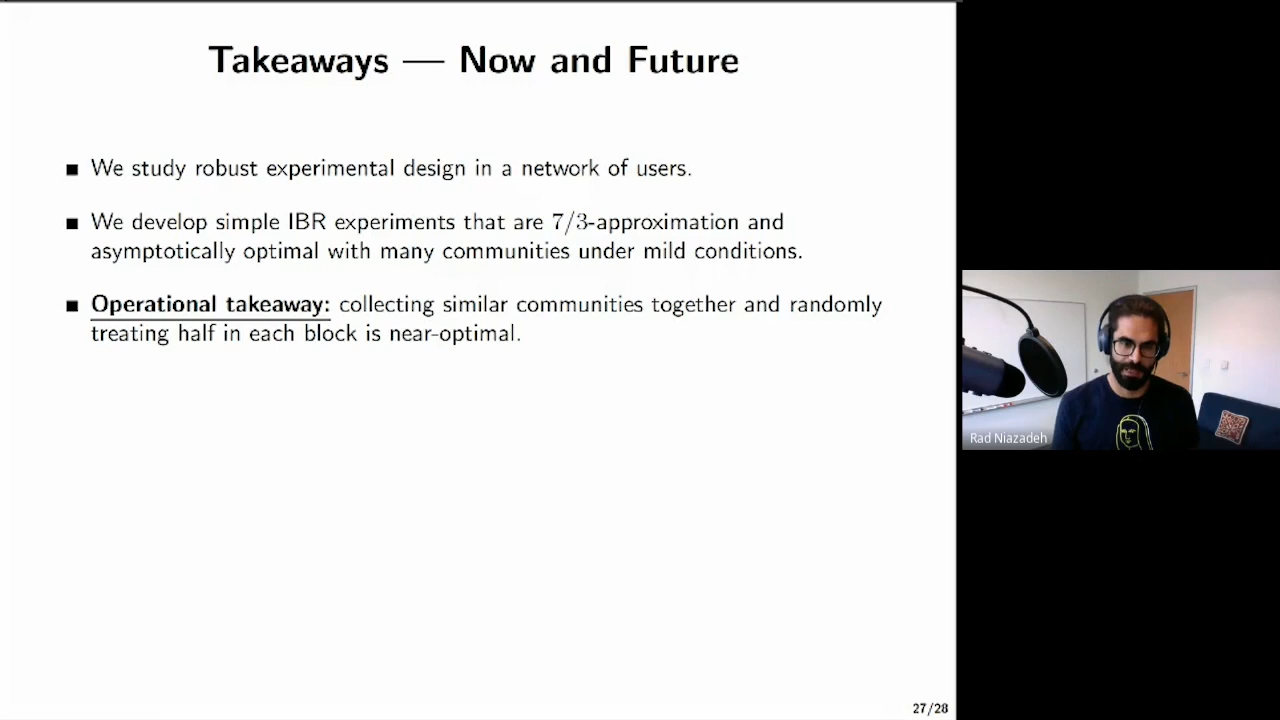 Takeaways — Now and Future
■ We study robust experimental design in a network of users.
■ We develop simple IBR experiments that are 7/3-approximation and
asymptotically optimal with many communities under mild conditions.
■ Operational takeaway: collecting similar communities together and randomly
treating half in each block is near-optimal.
Rad Niazadeh
27/28